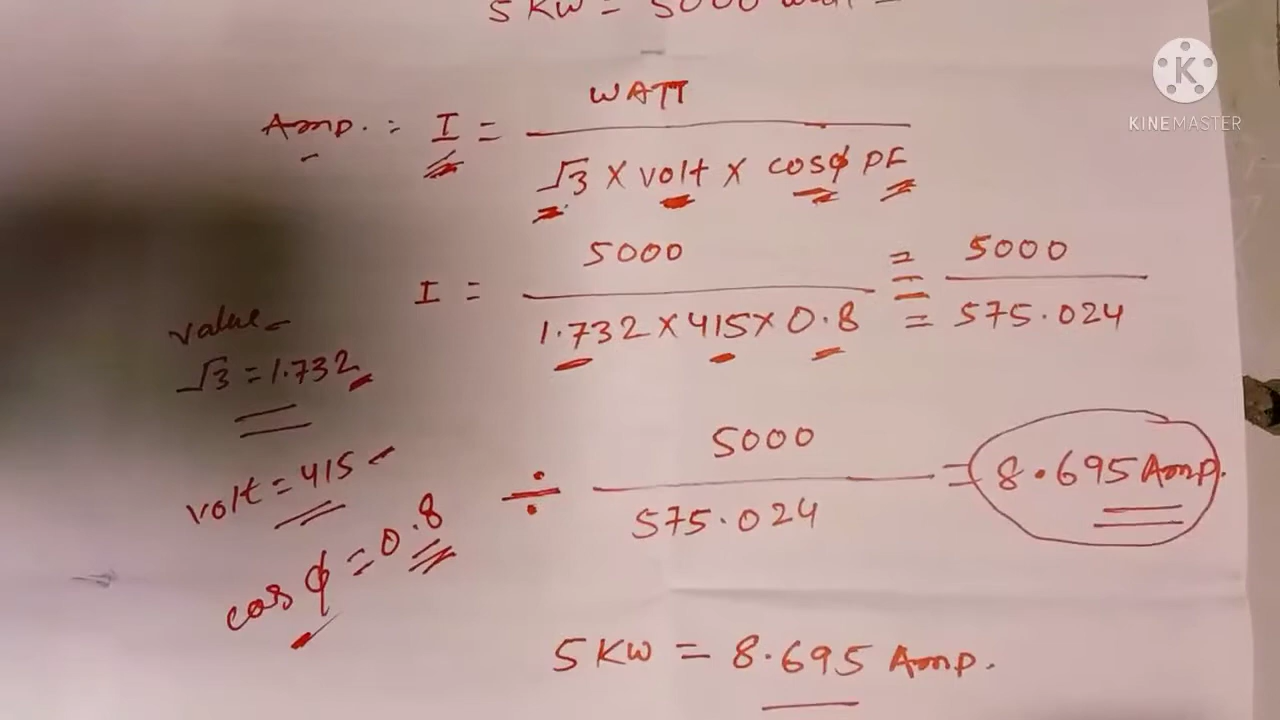 5 KW = 5000 watt =
KINEMASTER
Amp. : I = WATT
√3 × volt × cosϕ PF
I = 5000 = 5000
1.732 × 415 × 0.8 = 575.024
value
√3 = 1.732
volt = 415
cos ϕ = 0.8
÷ 5000 = 8.695 Amp.
575.024
5 KW = 8.695 Amp.